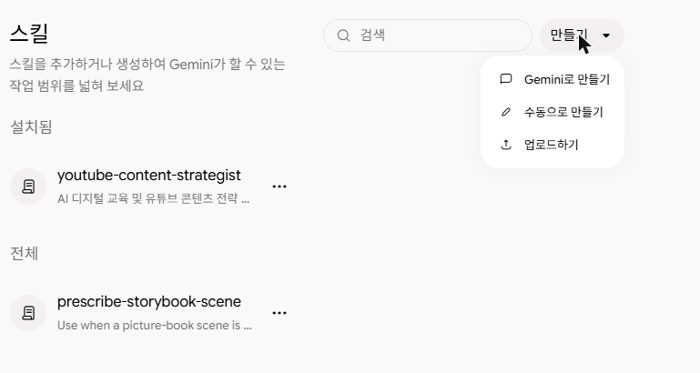 스킬
스킬을 추가하거나 생성하여 Gemini가 할 수 있는
작업 범위를 넓혀 보세요
검색
만들기
Gemini로 만들기
수동으로 만들기
업로드하기
설치됨
youtube-content-strategist
AI 디지털 교육 및 유튜브 콘텐츠 전략 ...
전체
prescribe-storybook-scene
Use when a picture-book scene is ...